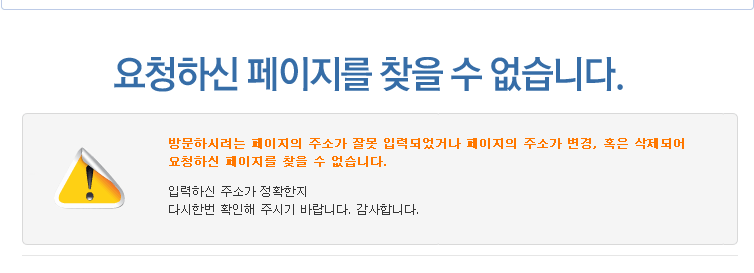 요청하신 페이지를 찾을 수 없습니다.
방문하시려는 페이지의 주소가 잘못 입력되었거나 페이지의 주소가 변경, 혹은 삭제되어
요청하신 페이지를 찾을 수 없습니다.
입력하신 주소가 정확한지
다시한번 확인해 주시기 바랍니다. 감사합니다.